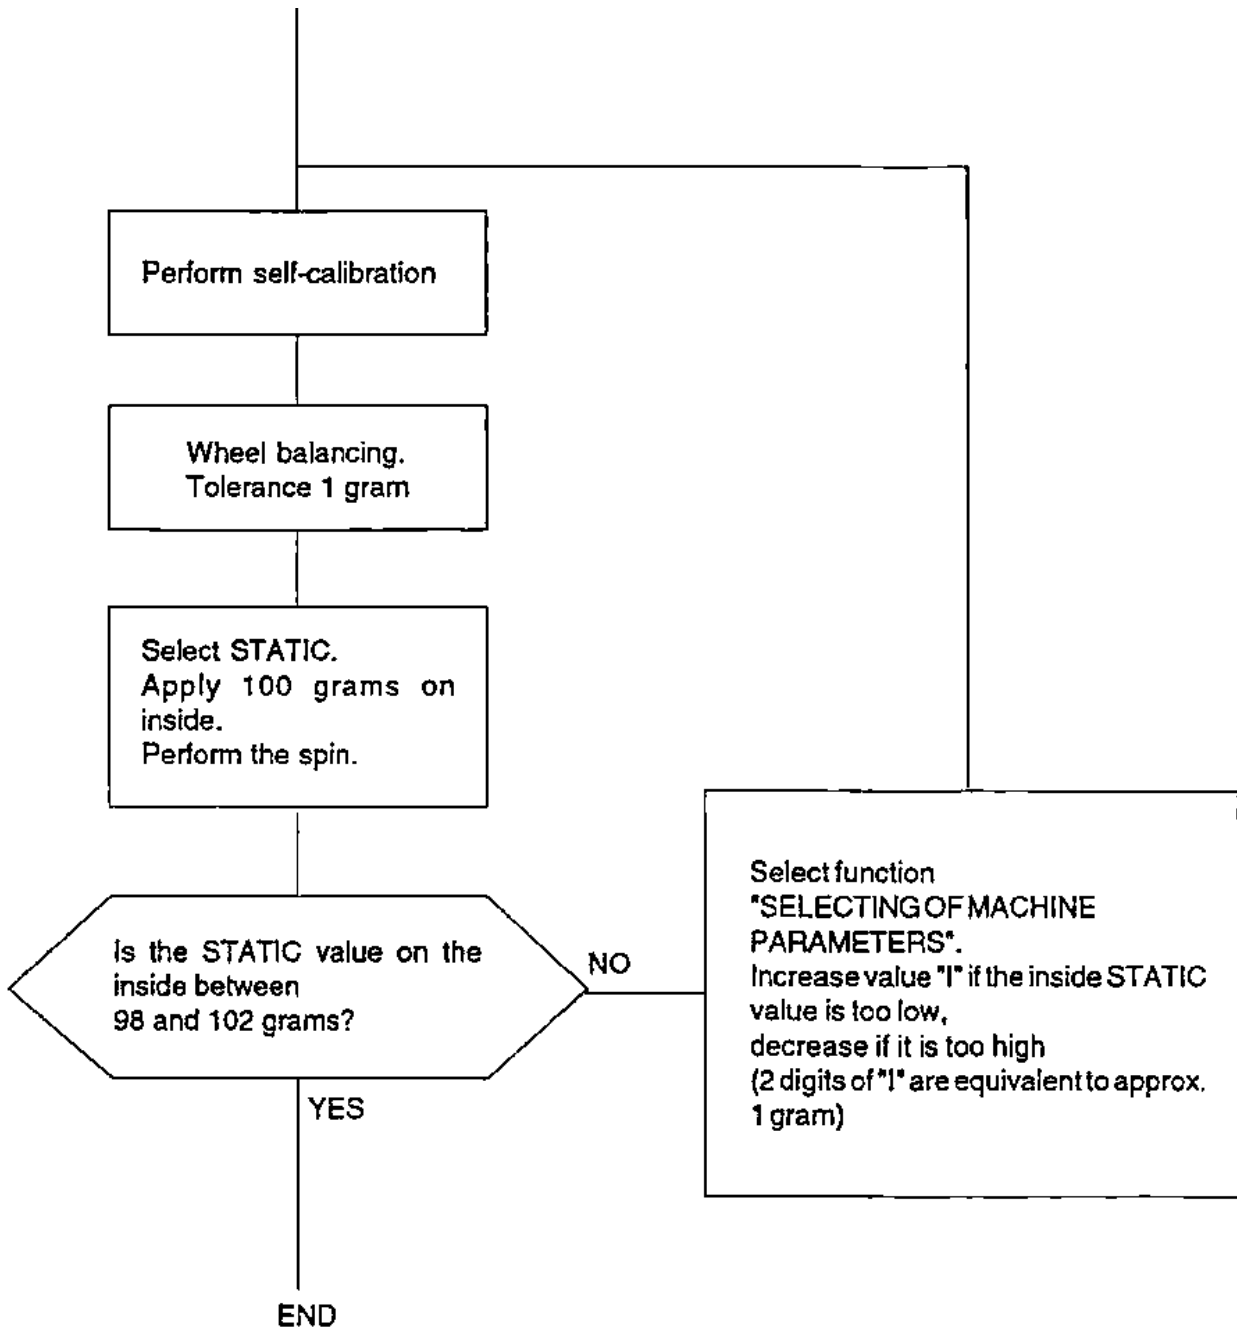 Perform self-calibration
Wheel balancing.
Tolerance 1 gram
Select STATIC.
Apply 100 grams on
inside.
Perform the spin.
Is the STATIC value on the
inside between
98 and 102 grams?
NO
YES
END
Select function
"SELECTING OF MACHINE
PARAMETERS".
Increase value "I" if the inside STATIC
value is too low,
decrease if it is too high
(2 digits of "I" are equivalent to approx.
1 gram)